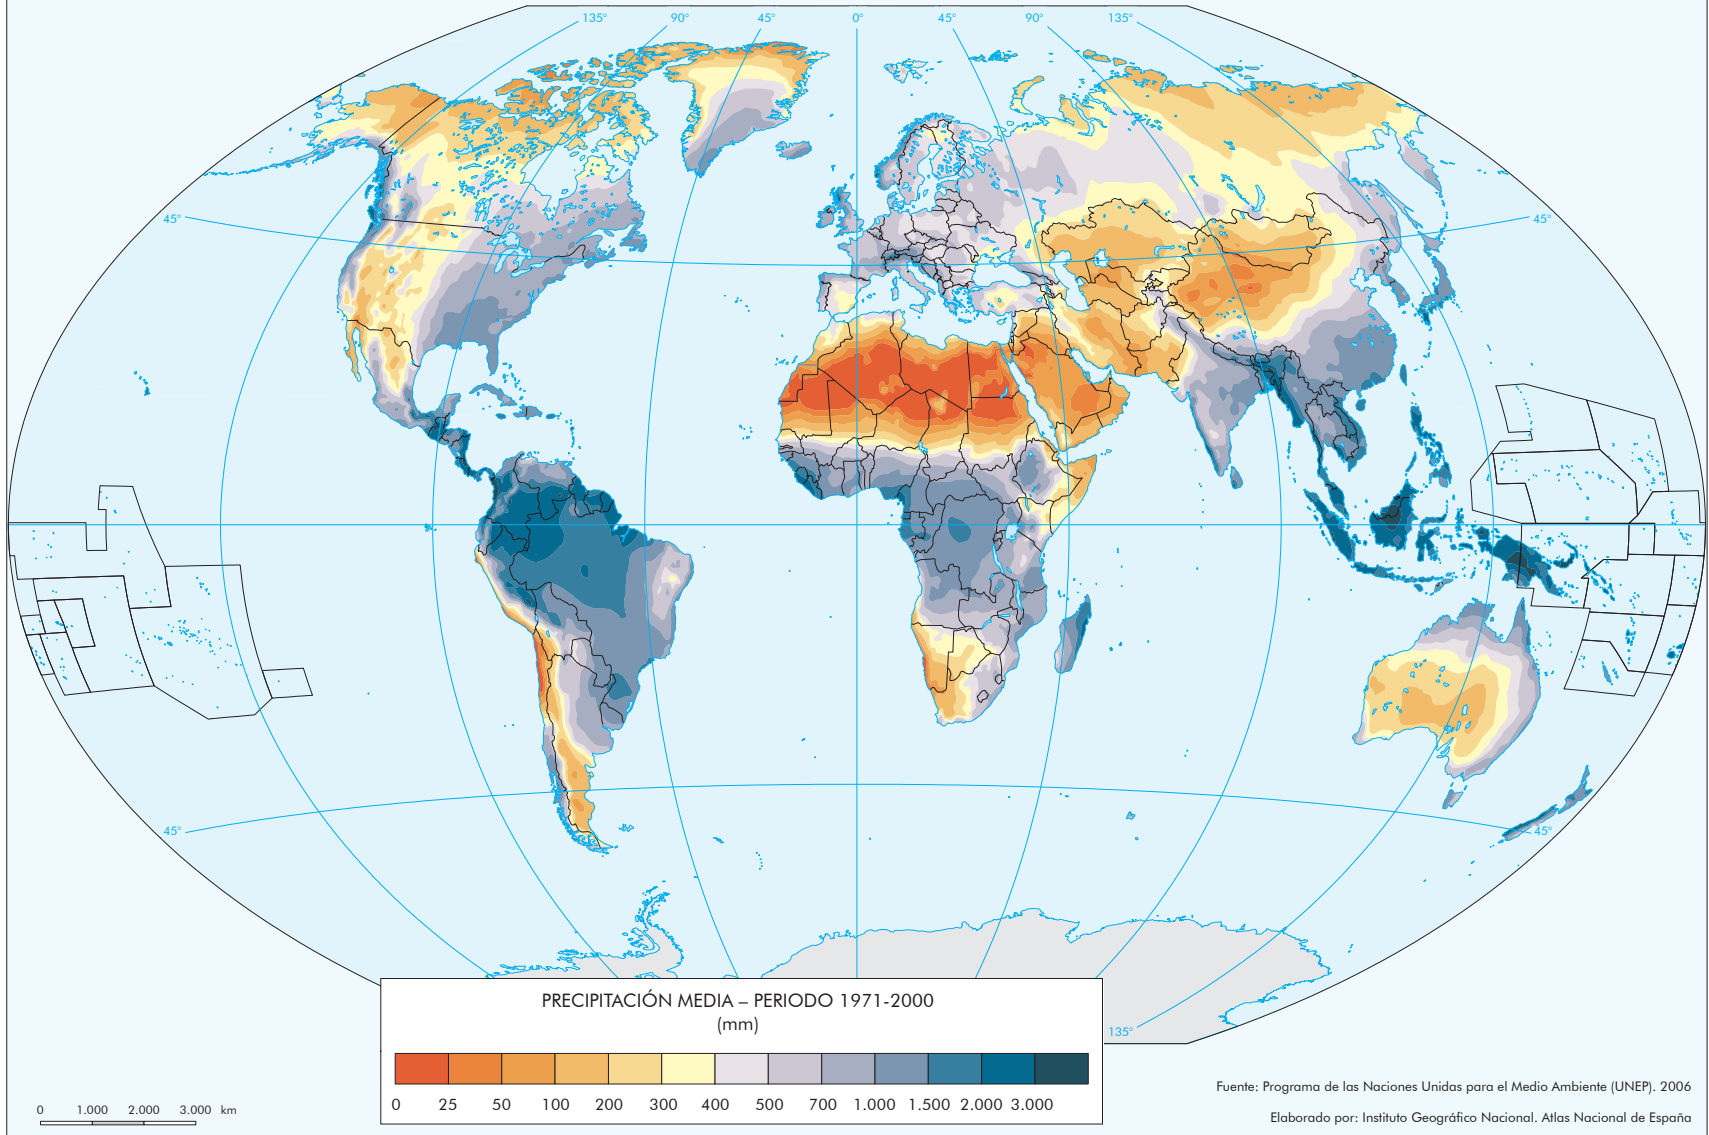 135° 90° 45° 0° 45° 90° 135°
45° 45°
45° 45°
135°
PRECIPITACIÓN MEDIA – PERIODO 1971-2000
(mm)
0 25 50 100 200 300 400 500 700 1.000 1.500 2.000 3.000
0 1.000 2.000 3.000 km
Fuente: Programa de las Naciones Unidas para el Medio Ambiente (UNEP). 2006
Elaborado por: Instituto Geográfico Nacional. Atlas Nacional de España